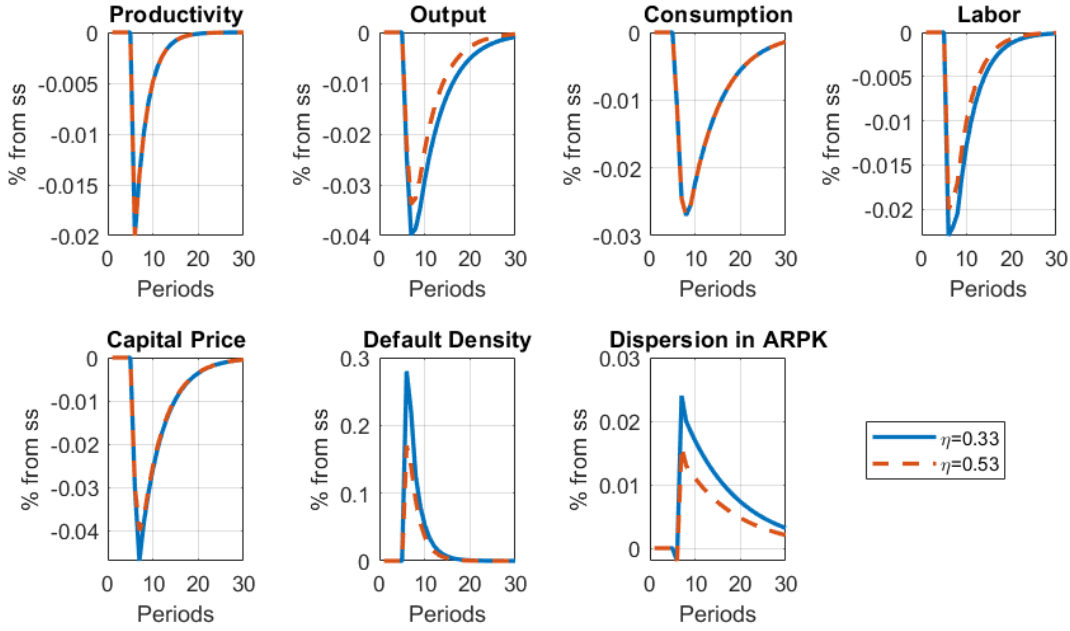 Productivity
0
-0.005
-0.01
-0.015
-0.02
% from ss
0 10 20 30
Periods
Output
0
-0.01
-0.02
-0.03
-0.04
% from ss
0 10 20 30
Periods
Consumption
0
-0.01
-0.02
-0.03
% from ss
0 10 20 30
Periods
Labor
0
-0.005
-0.01
-0.015
-0.02
% from ss
0 10 20 30
Periods
Capital Price
0
-0.01
-0.02
-0.03
-0.04
% from ss
0 10 20 30
Periods
Default Density
0.3
0.2
0.1
0
% from ss
0 10 20 30
Periods
Dispersion in ARPK
0.03
0.02
0.01
0
% from ss
0 10 20 30
Periods
η=0.33
η=0.53